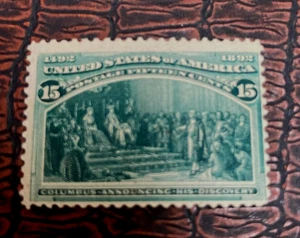 1492 1892
UNITED STATES OF AMERICA
POSTAGE FIFTEEN CENTS
15 15
COLUMBUS ANNOUNCING HIS DISCOVERY